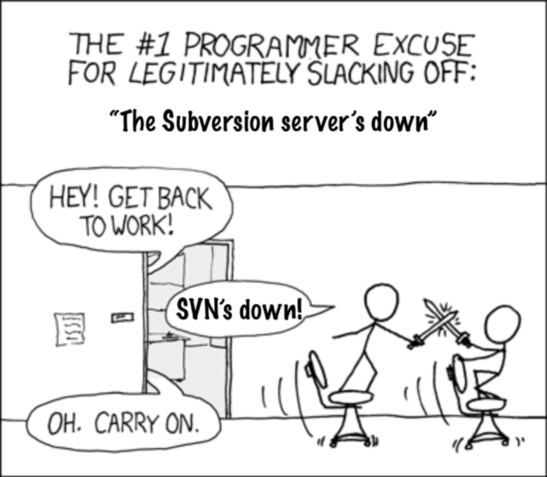 THE #1 PROGRAMMER EXCUSE
FOR LEGITIMATELY SLACKING OFF:
"The Subversion server's down"
HEY! GET BACK
TO WORK!
SVN's down!
OH. CARRY ON.